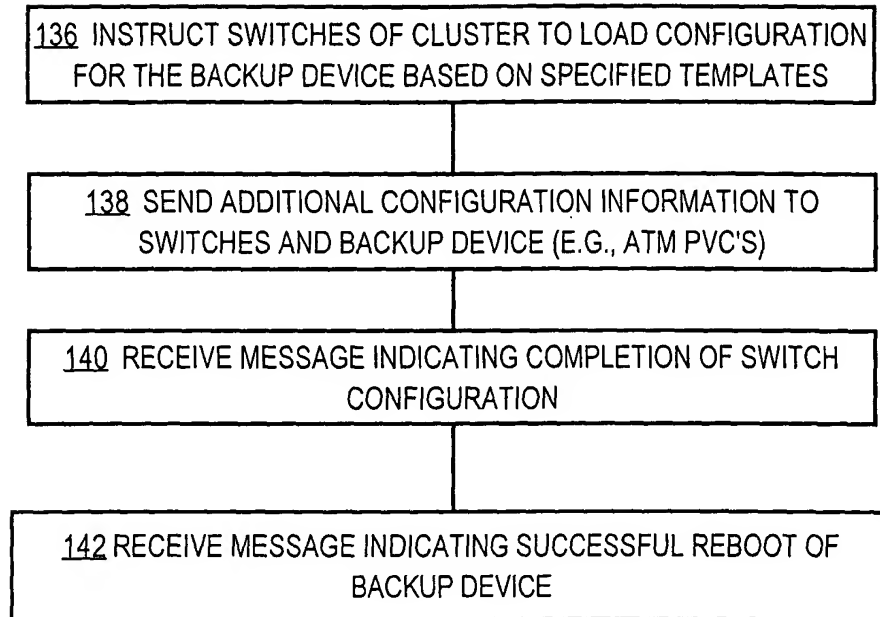 136 INSTRUCT SWITCHES OF CLUSTER TO LOAD CONFIGURATION
FOR THE BACKUP DEVICE BASED ON SPECIFIED TEMPLATES
138 SEND ADDITIONAL CONFIGURATION INFORMATION TO
SWITCHES AND BACKUP DEVICE (E.G., ATM PVC'S)
140 RECEIVE MESSAGE INDICATING COMPLETION OF SWITCH
CONFIGURATION
142 RECEIVE MESSAGE INDICATING SUCCESSFUL REBOOT OF
BACKUP DEVICE